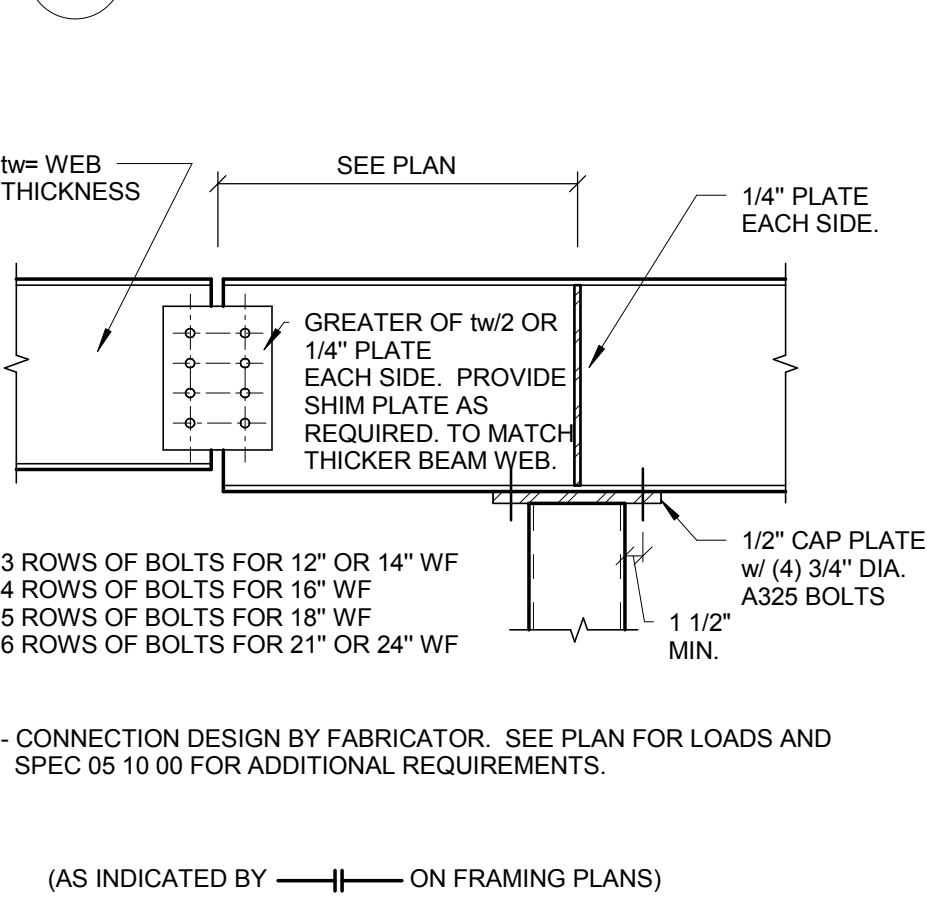 tw= WEB
THICKNESS
SEE PLAN
1/4" PLATE
EACH SIDE.
GREATER OF tw/2 OR
1/4" PLATE
EACH SIDE. PROVIDE
SHIM PLATE AS
REQUIRED. TO MATCH
THICKER BEAM WEB.
1/2" CAP PLATE
w/ (4) 3/4" DIA.
A325 BOLTS
1 1/2"
MIN.
3 ROWS OF BOLTS FOR 12" OR 14" WF
4 ROWS OF BOLTS FOR 16" WF
5 ROWS OF BOLTS FOR 18" WF
6 ROWS OF BOLTS FOR 21" OR 24" WF
- CONNECTION DESIGN BY FABRICATOR. SEE PLAN FOR LOADS AND
SPEC 05 10 00 FOR ADDITIONAL REQUIREMENTS.
(AS INDICATED BY ON FRAMING PLANS)